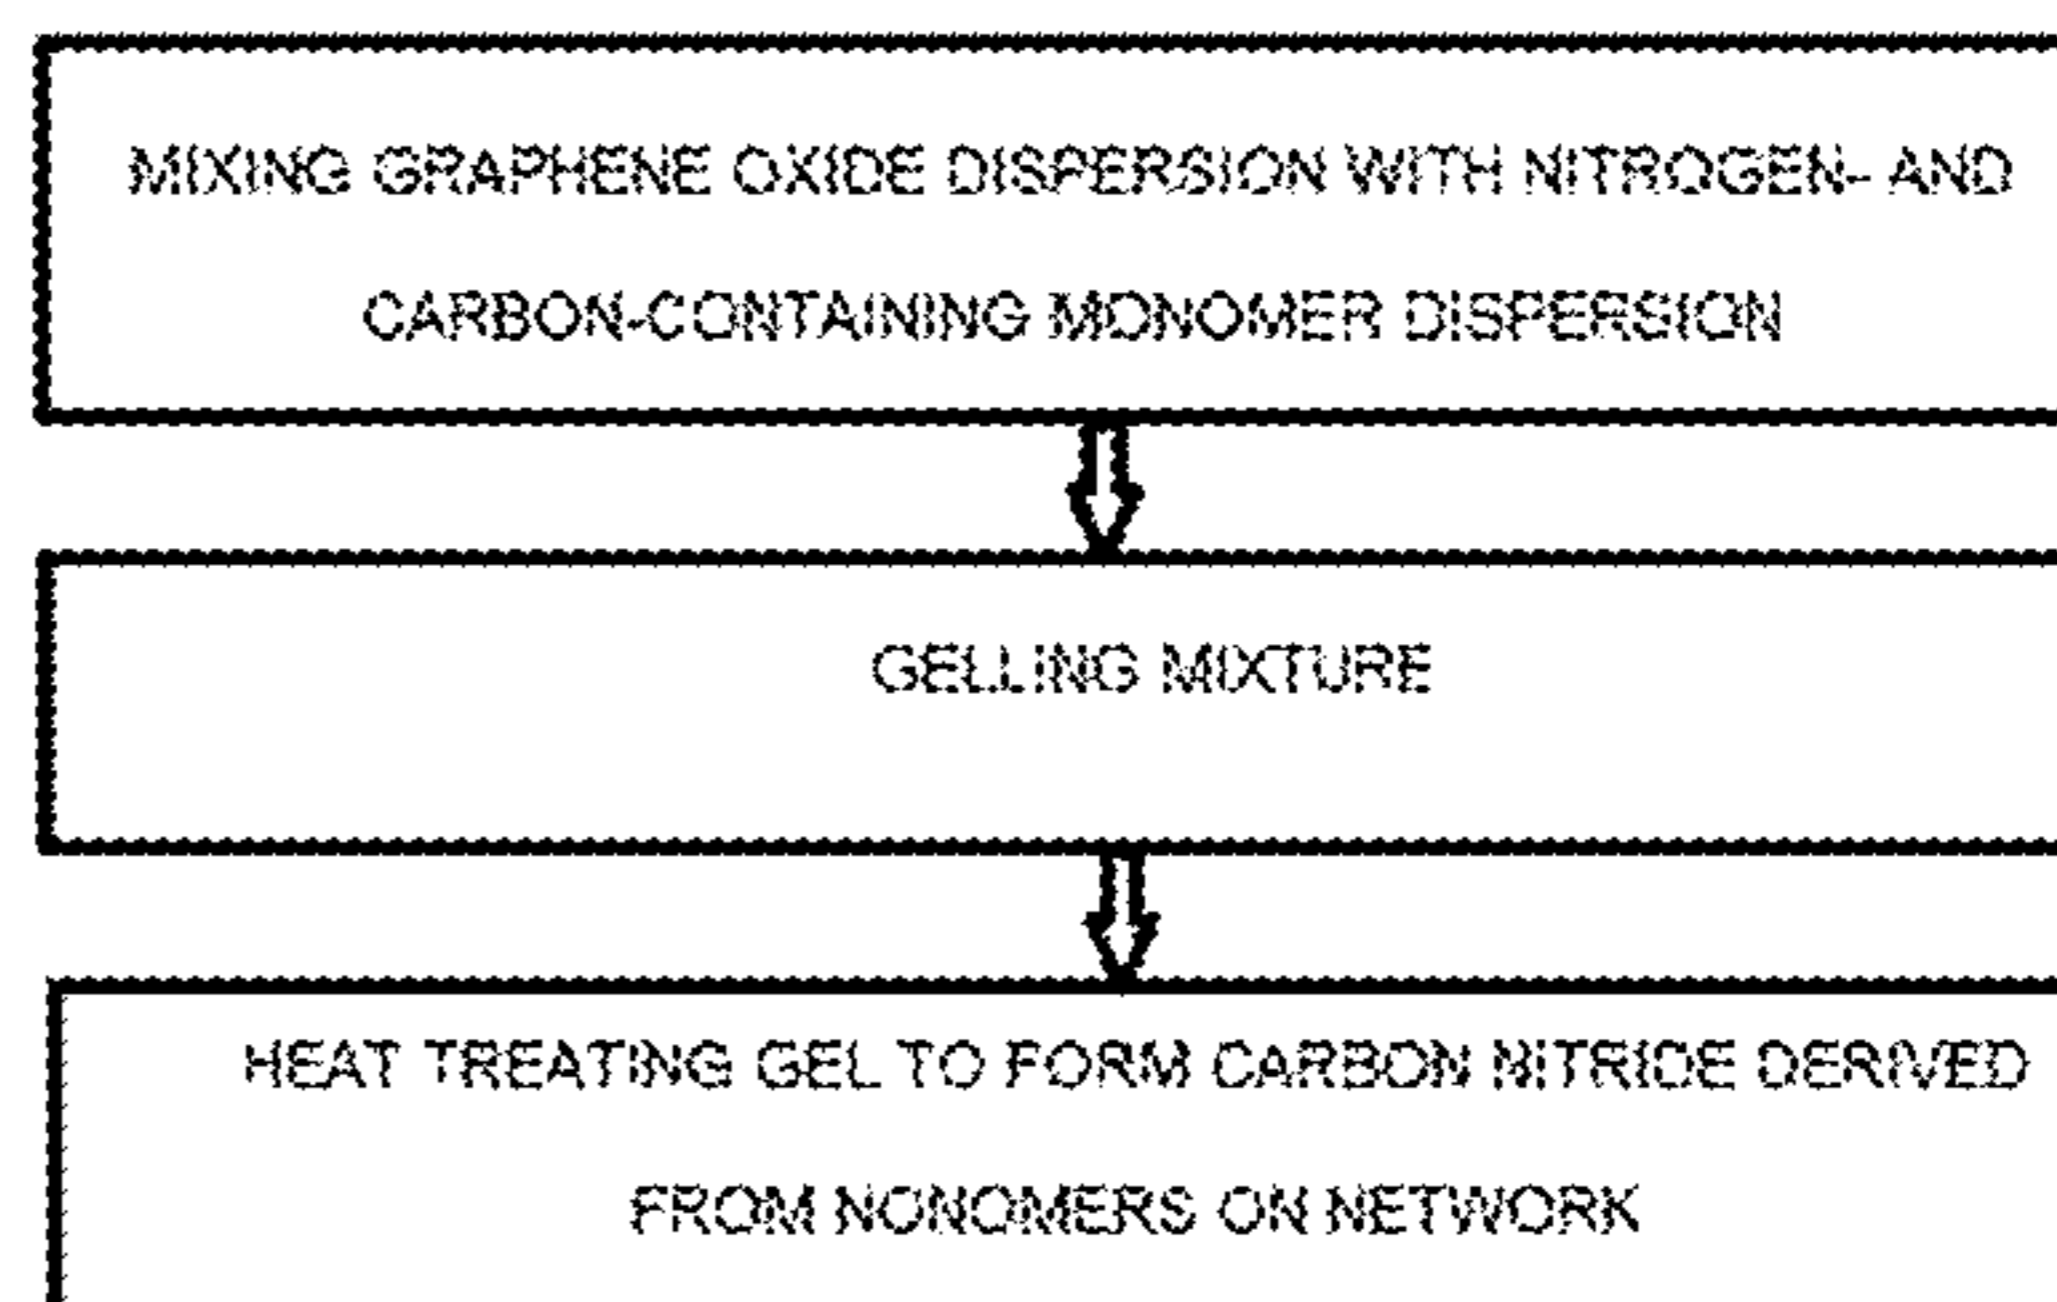 MIXING GRAPHENE OXIDE DISPERSION WITH NITROGEN- AND
CARBON-CONTAINING MONOMER DISPERSION
GELLING MIXTURE
HEAT TREATING GEL TO FORM CARBON NITRIDE DERIVED
FROM NONOMERS ON NETWORK